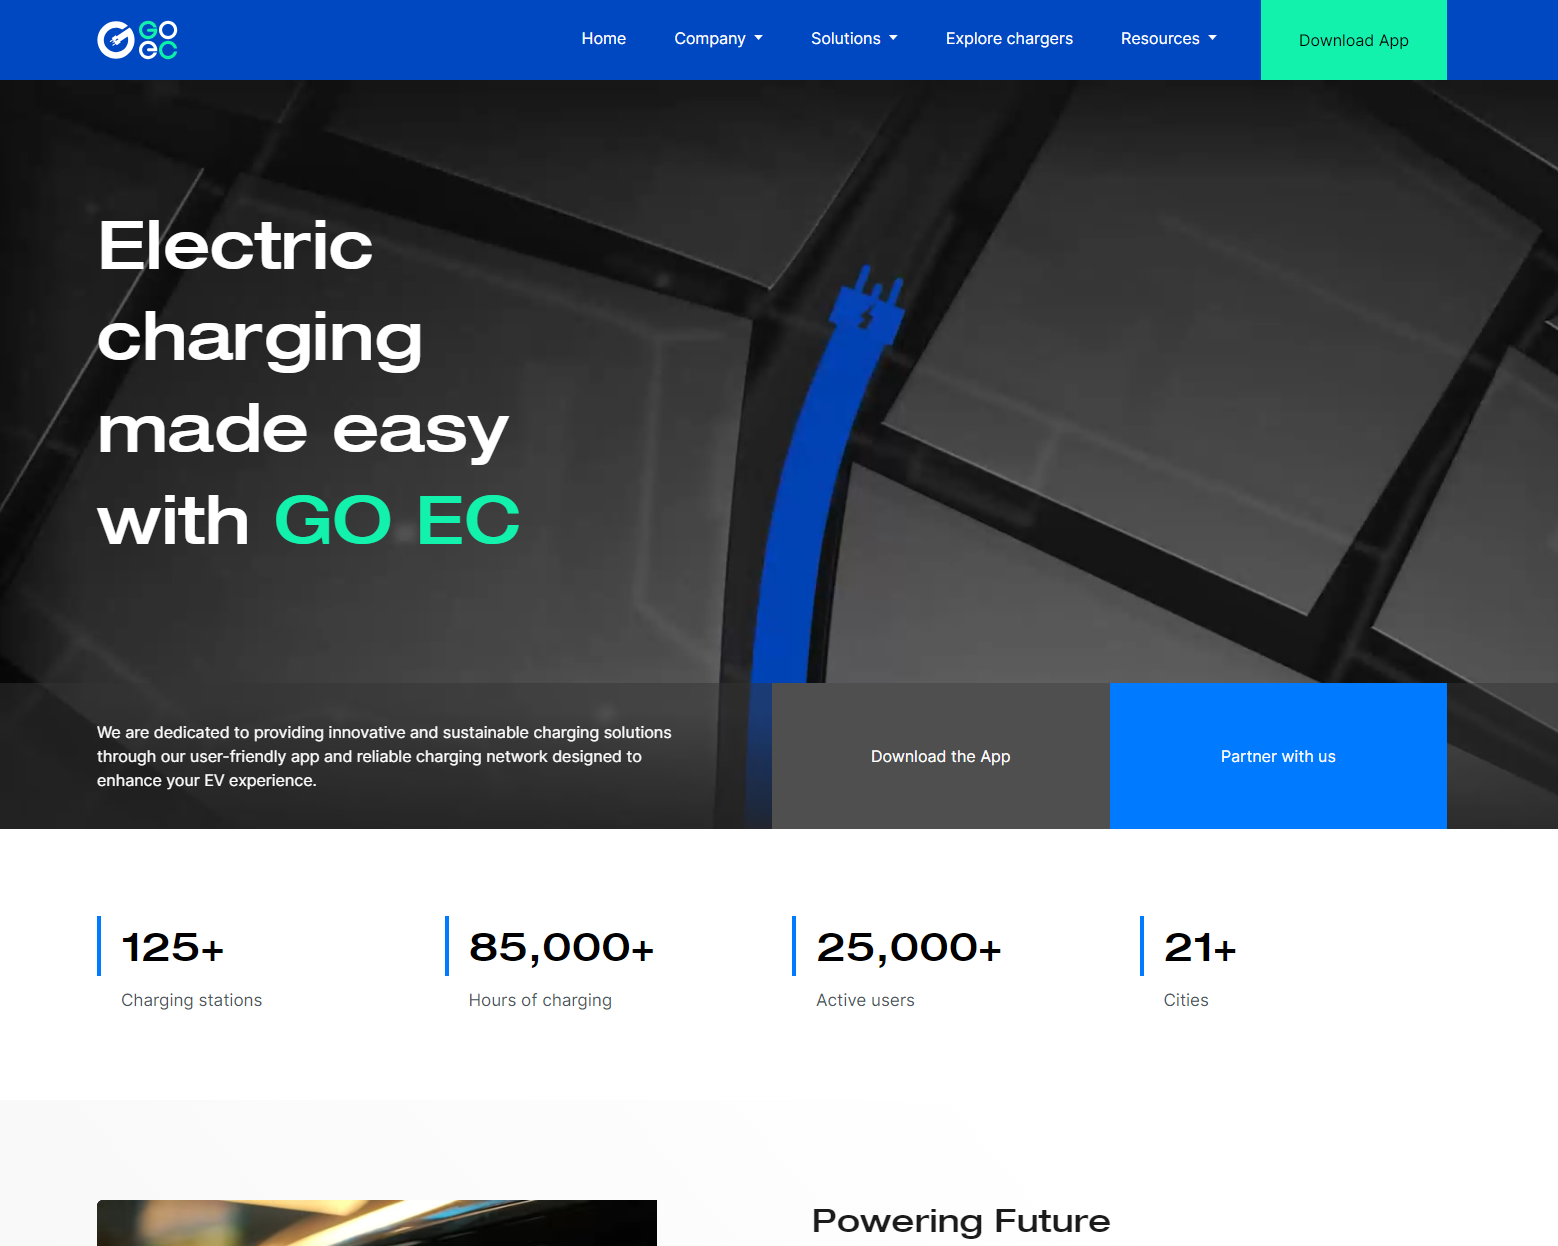 GO
eC
Home
Company
Solutions
Explore chargers
Resources
Download App
Electric
charging
made easy
with GO EC
We are dedicated to providing innovative and sustainable charging solutions
through our user-friendly app and reliable charging network designed to
enhance your EV experience.
Download the App
Partner with us
125+
Charging stations
85,000+
Hours of charging
25,000+
Active users
21+
Cities
Powering Future